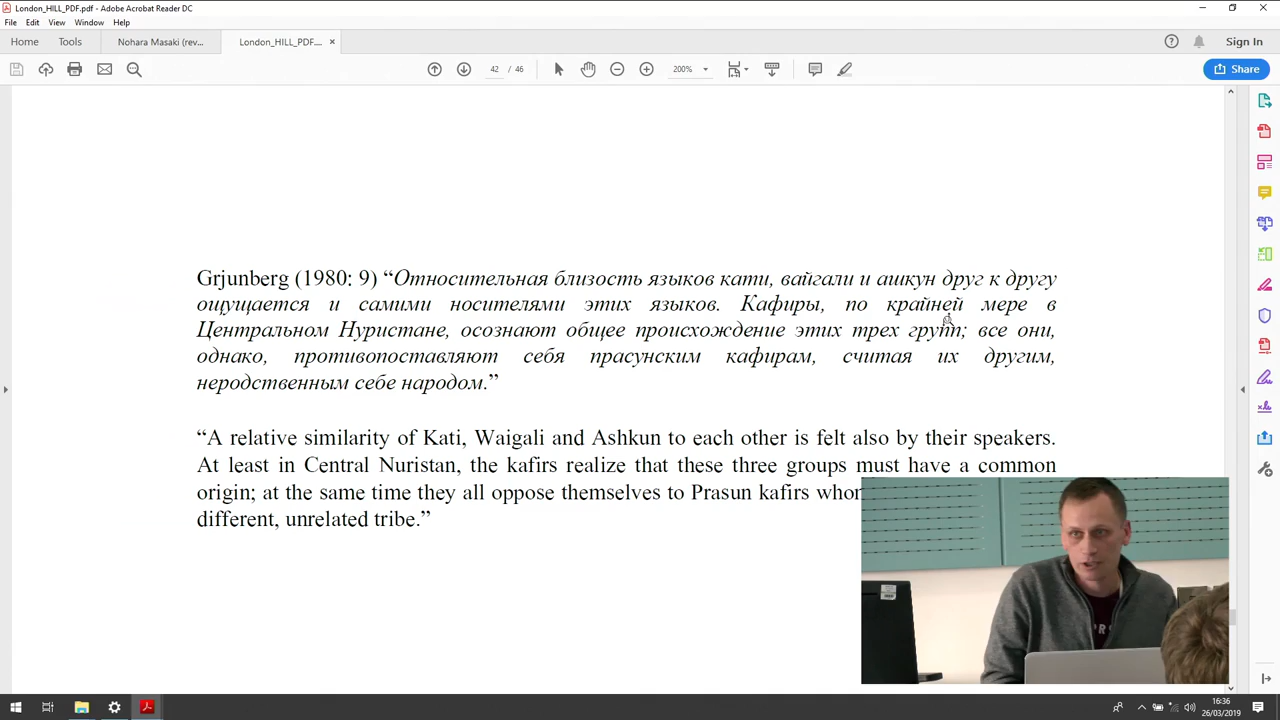 London_HILL_PDF.pdf - Adobe Acrobat Reader DC
File Edit View Window Help
Home Tools Nohara Masaki (rev... London_HILL_PDF.... × Sign In
42 / 46 200% Share
Grjunberg (1980: 9) “Относительная близость языков кати, вайгали и ашкун друг к другу
ощущается и самими носителями этих языков. Кафиры, по крайней мере в
Центральном Нуристане, осознают общее происхождение этих трех групп; все они,
однако, противопоставляют себя прасунским кафирам, считая их другим,
неродственным себе народом.”
“A relative similarity of Kati, Waigali and Ashkun to each other is felt also by their speakers.
At least in Central Nuristan, the kafirs realize that these three groups must have a common
origin; at the same time they all oppose themselves to Prasun kafirs
different, unrelated tribe.”
16:36
26/03/2019